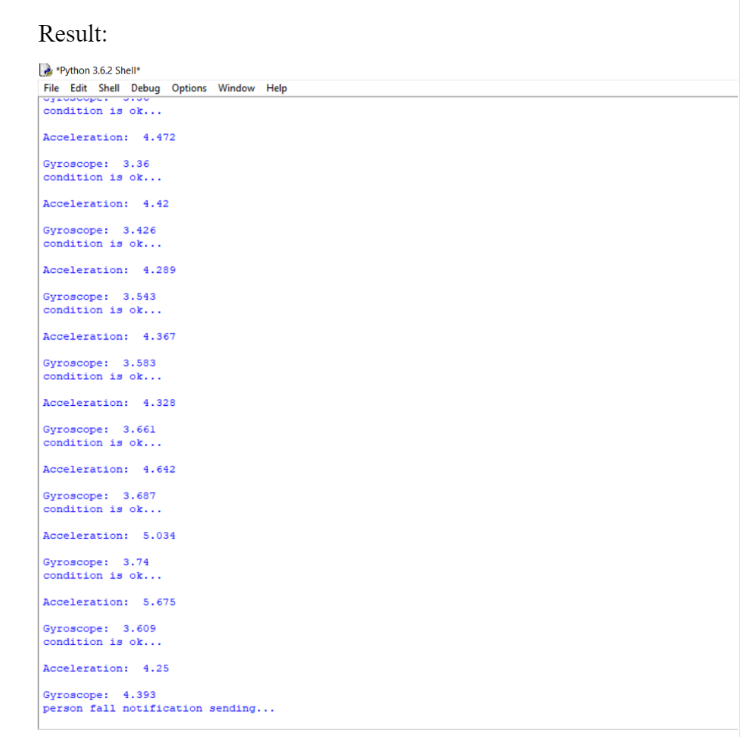 Result:
*Python 3.6.2 Shell*
File Edit Shell Debug Options Window Help
Gyroscope: 3.36
condition is ok...
Acceleration: 4.472
Gyroscope: 3.36
condition is ok...
Acceleration: 4.42
Gyroscope: 3.426
condition is ok...
Acceleration: 4.289
Gyroscope: 3.543
condition is ok...
Acceleration: 4.367
Gyroscope: 3.583
condition is ok...
Acceleration: 4.328
Gyroscope: 3.661
condition is ok...
Acceleration: 4.642
Gyroscope: 3.687
condition is ok...
Acceleration: 5.034
Gyroscope: 3.74
condition is ok...
Acceleration: 5.675
Gyroscope: 3.609
condition is ok...
Acceleration: 4.25
Gyroscope: 4.393
person fall notification sending...